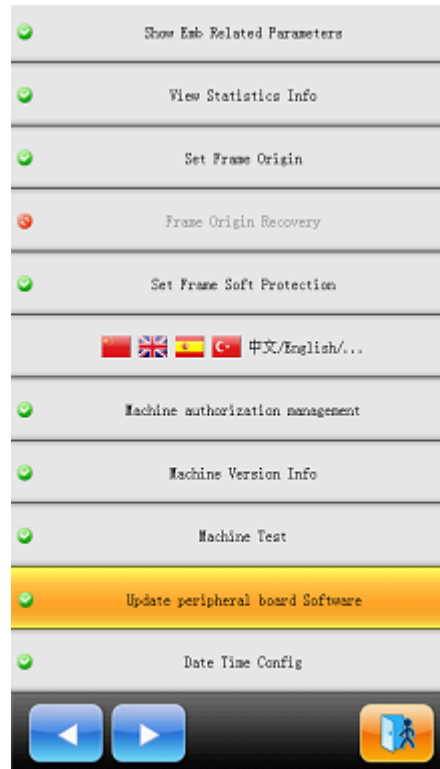 Show Emb Related Parameters
View Statistics Info
Set Frame Origin
Frame Origin Recovery
Set Frame Soft Protection
中文/English/...
Machine authorization management
Machine Version Info
Machine Test
Update peripheral board Software
Date Time Config